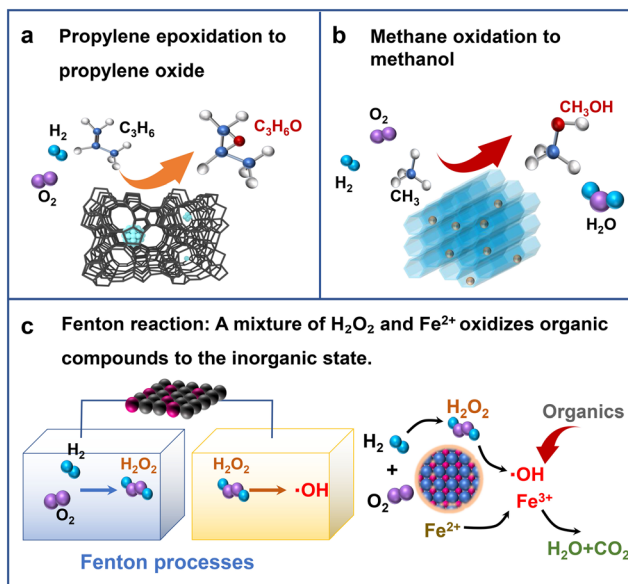 a Propylene epoxidation to
propylene oxide
H₂
C₃H₆
C₃H₆O
O₂
b Methane oxidation to
methanol
O₂
CH₃OH
H₂
CH₃
H₂O
c Fenton reaction: A mixture of H₂O₂ and Fe²⁺ oxidizes organic
compounds to the inorganic state.
H₂
H₂O₂
O₂
H₂O₂
·OH
Fenton processes
H₂O₂
Organics
H₂
+
O₂
·OH
Fe³⁺
Fe²⁺
H₂O+CO₂